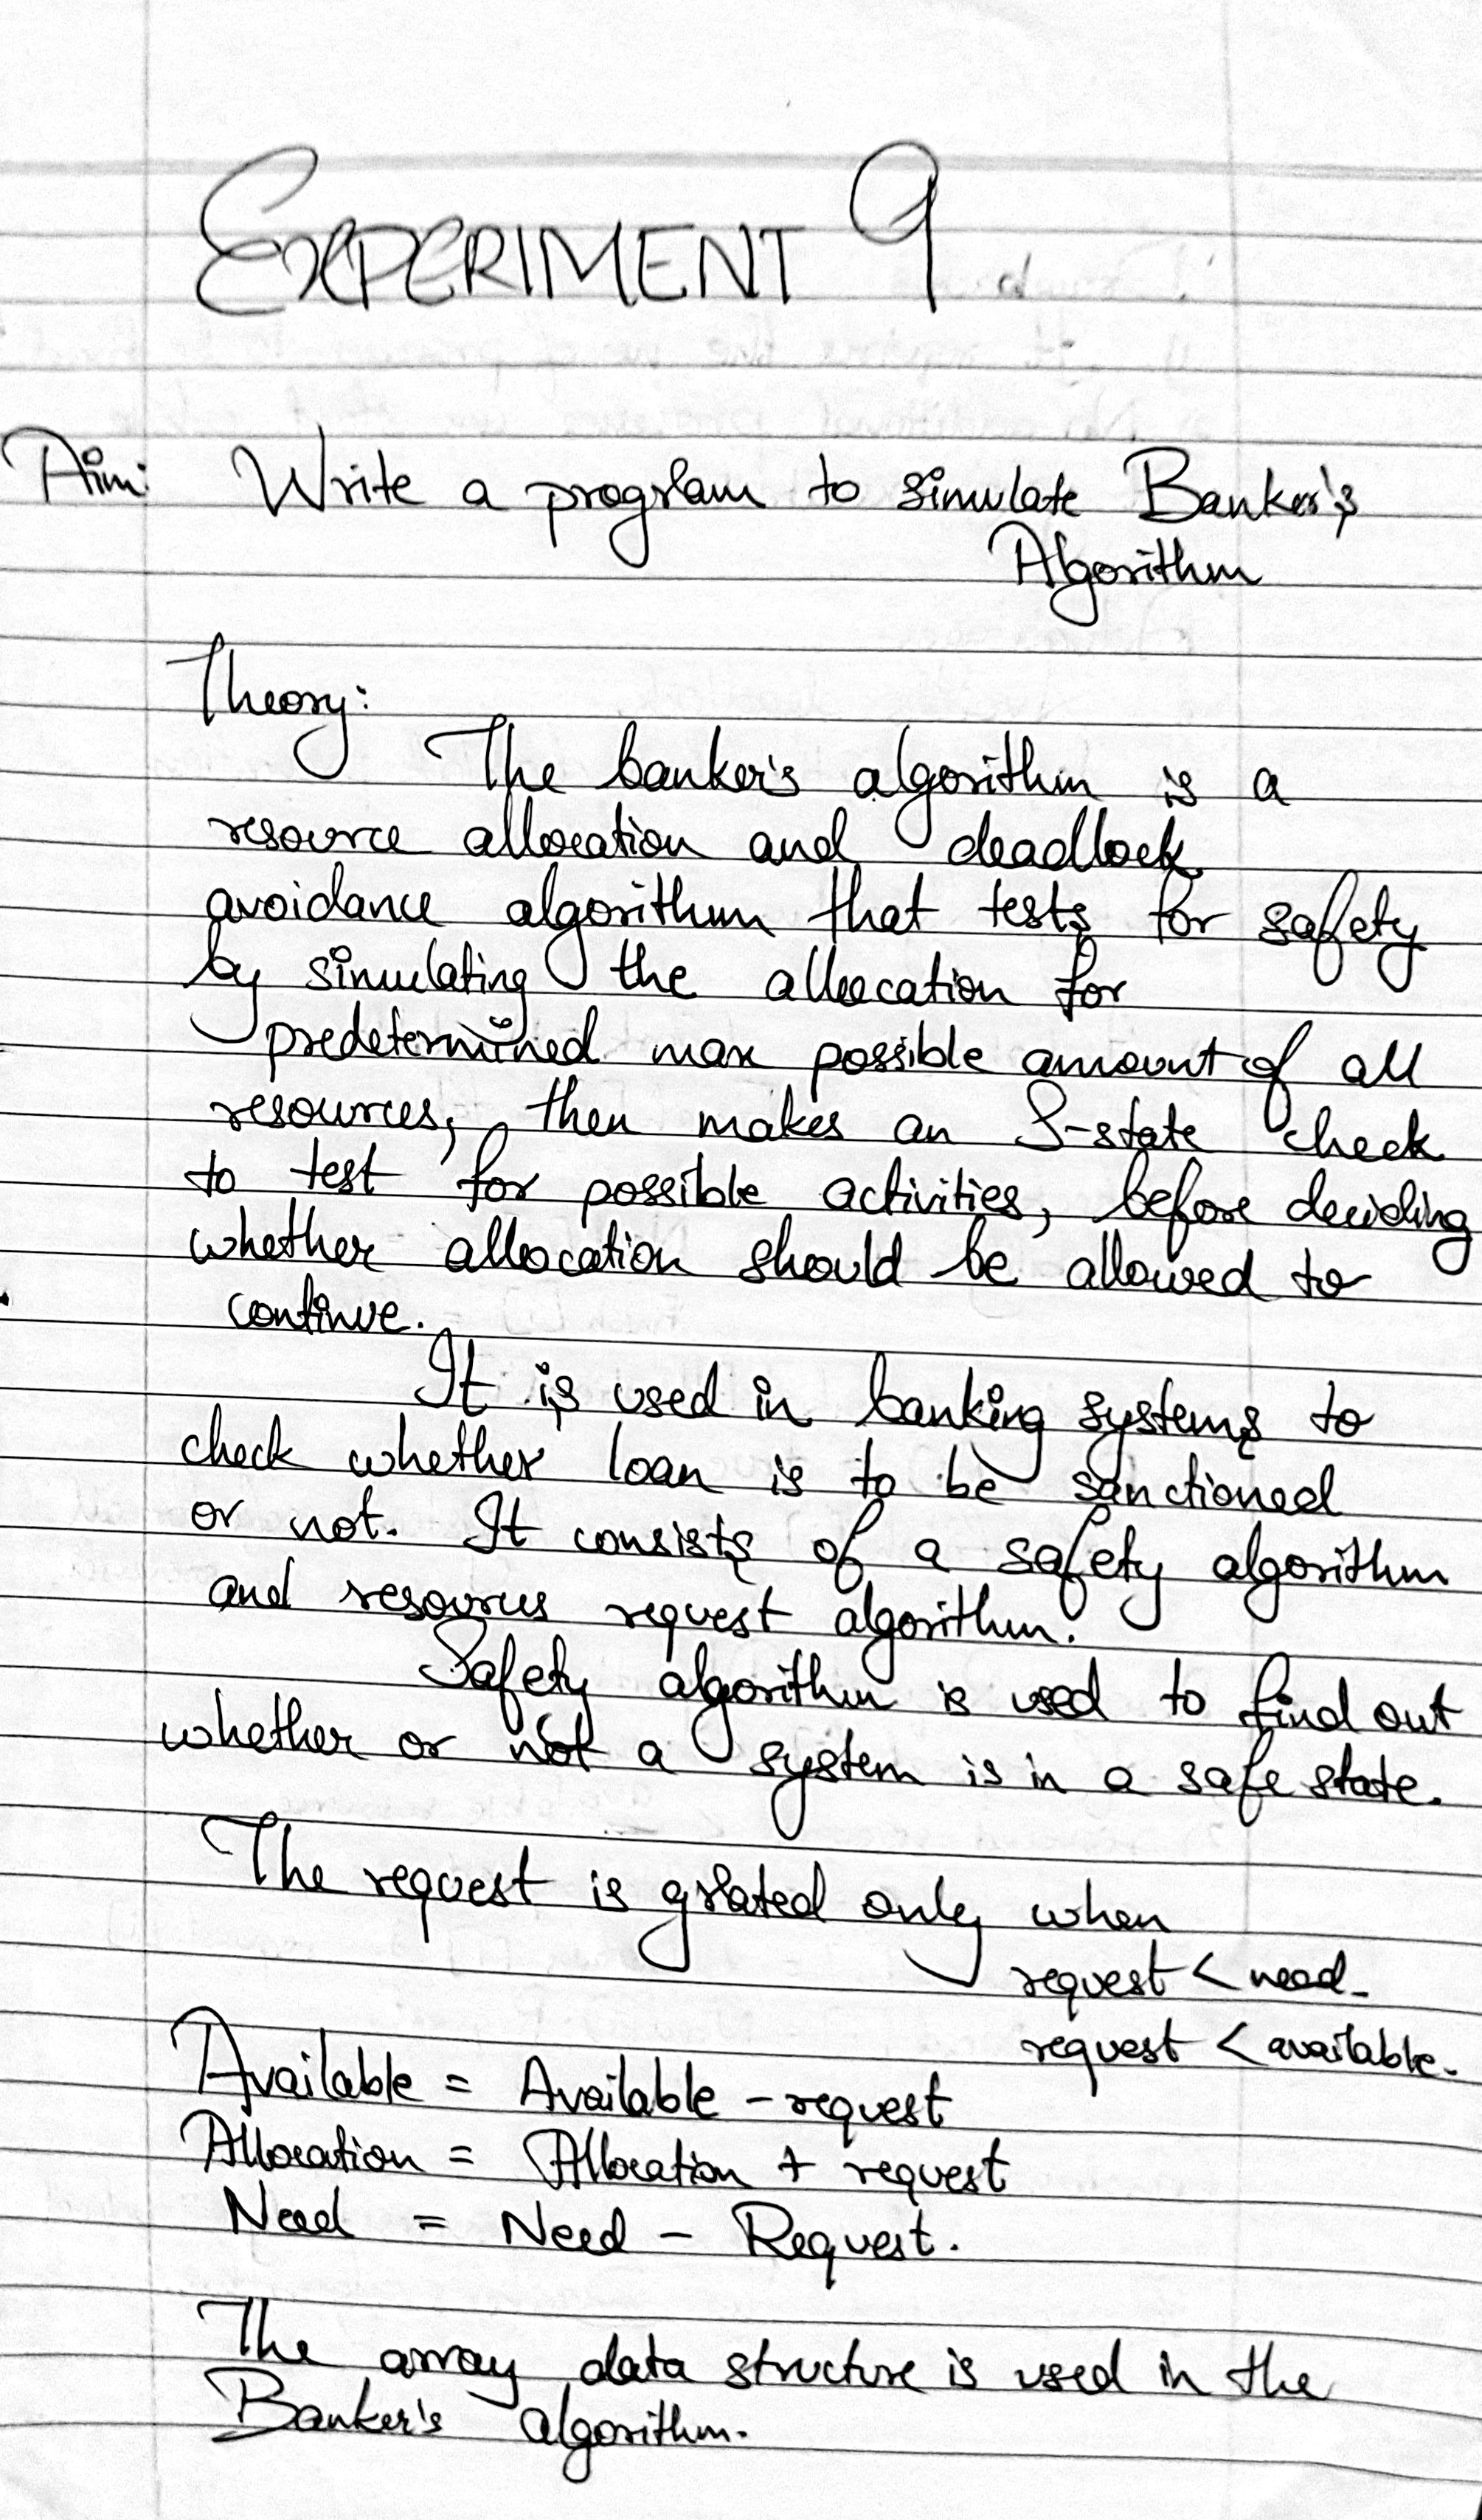 EXPERIMENT 9
Aim: Write a program to simulate Banker's
Algorithm
Theory:
The banker's algorithm is a
resource allocation and deadlock
avoidance algorithm that tests for safety
by simulating the allocation for
predetermined max possible amount of all
resources, then makes an S-state check
to test for possible activities, before deciding
whether allocation should be allowed to
continue.
It is used in banking systems to
check whether loan is to be sanctioned
or not. It consists of a safety algorithm
and resources request algorithm.
Safety algorithm is used to find out
whether or not a system is in a safe state.
The request is grated only when
request < need.
request < available.
Available = Available - request
Allocation = Allocation + request
Need = Need - Request.
The array data structure is used in the
Banker's algorithm.